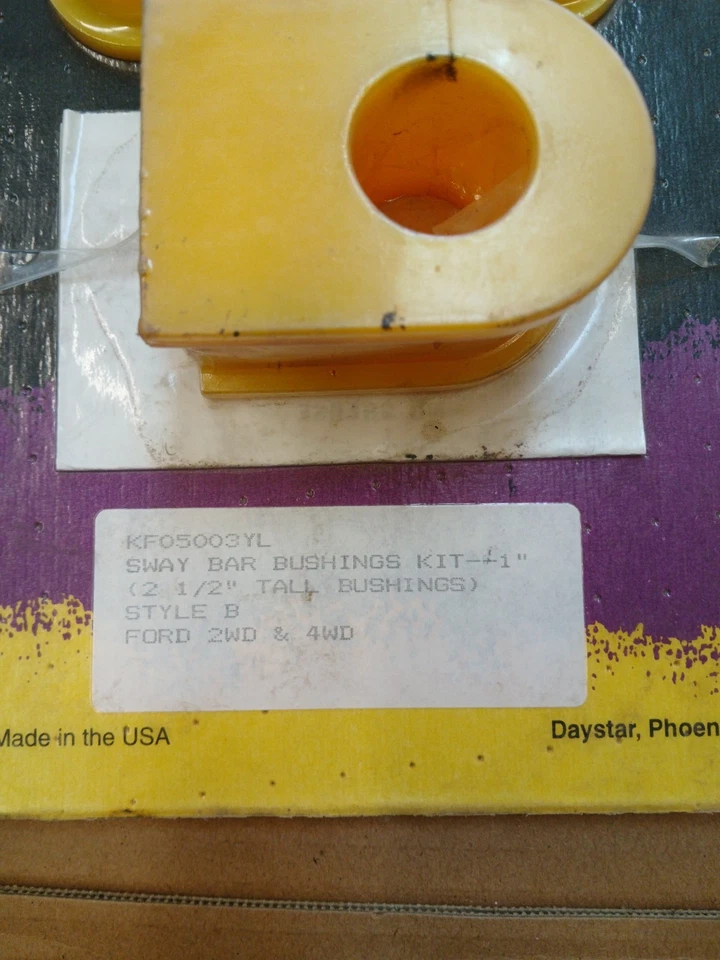 KF05003YL
SWAY BAR BUSHINGS KIT--1"
(2 1/2" TALL BUSHINGS)
STYLE B
FORD 2WD & 4WD
Made in the USA
Daystar, Phoen